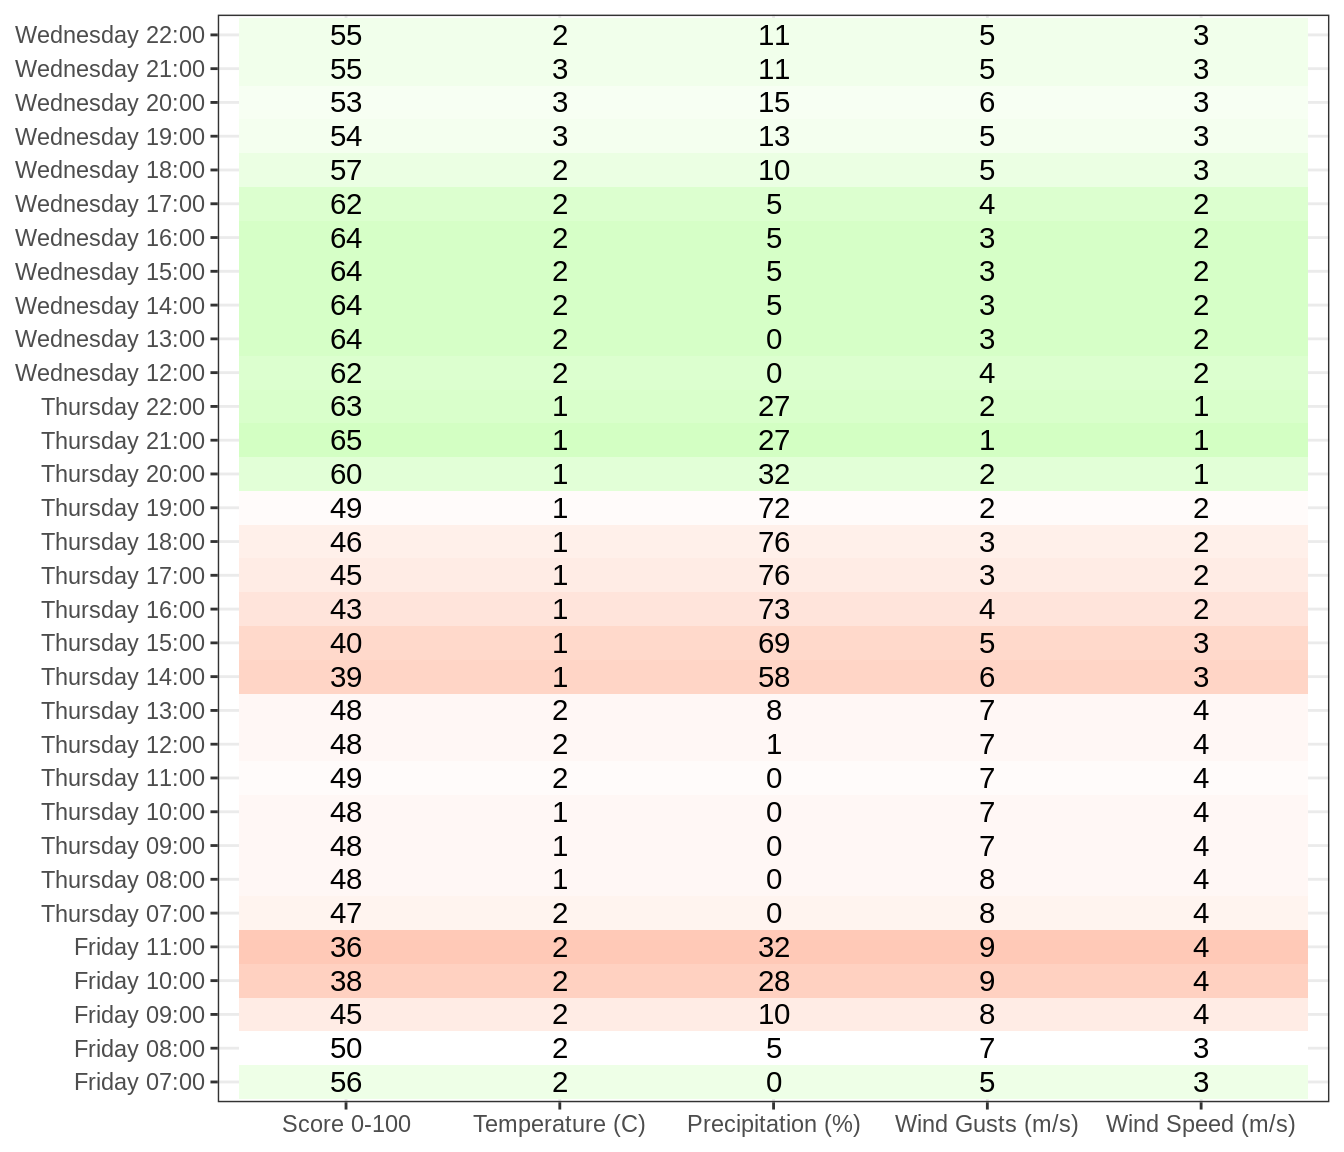 Wednesday 22:00 55 2 11 5 3
Wednesday 21:00 55 3 11 5 3
Wednesday 20:00 53 3 15 6 3
Wednesday 19:00 54 3 13 5 3
Wednesday 18:00 57 2 10 5 3
Wednesday 17:00 62 2 5 4 2
Wednesday 16:00 64 2 5 3 2
Wednesday 15:00 64 2 5 3 2
Wednesday 14:00 64 2 5 3 2
Wednesday 13:00 64 2 0 3 2
Wednesday 12:00 62 2 0 4 2
Thursday 22:00 63 1 27 2 1
Thursday 21:00 65 1 27 1 1
Thursday 20:00 60 1 32 2 1
Thursday 19:00 49 1 72 2 2
Thursday 18:00 46 1 76 3 2
Thursday 17:00 45 1 76 3 2
Thursday 16:00 43 1 73 4 2
Thursday 15:00 40 1 69 5 3
Thursday 14:00 39 1 58 6 3
Thursday 13:00 48 2 8 7 4
Thursday 12:00 48 2 1 7 4
Thursday 11:00 49 2 0 7 4
Thursday 10:00 48 1 0 7 4
Thursday 09:00 48 1 0 7 4
Thursday 08:00 48 1 0 8 4
Thursday 07:00 47 2 0 8 4
Friday 11:00 36 2 32 9 4
Friday 10:00 38 2 28 9 4
Friday 09:00 45 2 10 8 4
Friday 08:00 50 2 5 7 3
Friday 07:00 56 2 0 5 3
Score 0-100 Temperature (C) Precipitation (%) Wind Gusts (m/s) Wind Speed (m/s)